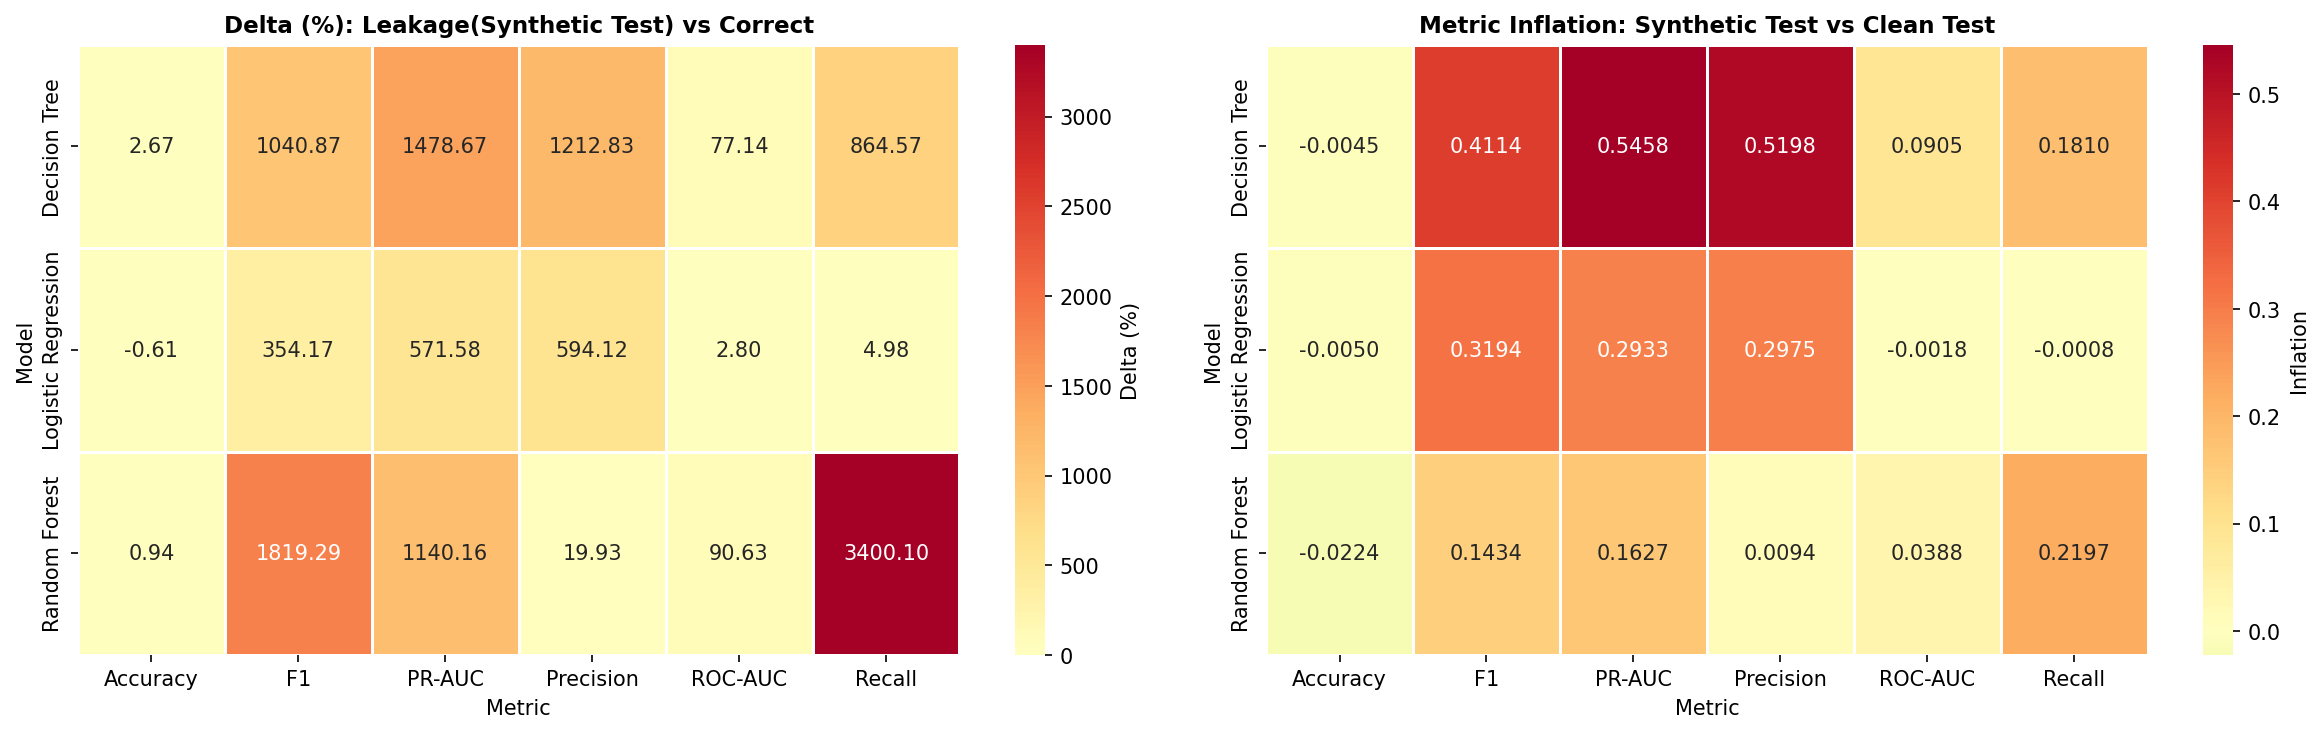 Delta (%): Leakage(Synthetic Test) vs Correct
Model
Decision Tree
2.67 1040.87 1478.67 1212.83 77.14 864.57
Logistic Regression
-0.61 354.17 571.58 594.12 2.80 4.98
Random Forest
0.94 1819.29 1140.16 19.93 90.63 3400.10
Accuracy F1 PR-AUC Precision ROC-AUC Recall
Metric
3000
2500
2000
1500
1000
500
0
Delta (%)
Metric Inflation: Synthetic Test vs Clean Test
Model
Decision Tree
-0.0045 0.4114 0.5458 0.5198 0.0905 0.1810
Logistic Regression
-0.0050 0.3194 0.2933 0.2975 -0.0018 -0.0008
Random Forest
-0.0224 0.1434 0.1627 0.0094 0.0388 0.2197
Accuracy F1 PR-AUC Precision ROC-AUC Recall
Metric
0.5
0.4
0.3
0.2
0.1
0.0
Inflation